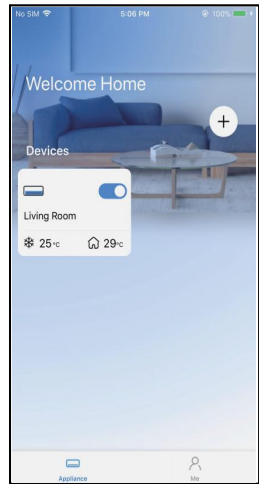 No SIM 5:06 PM 100%
Welcome Home
+
Devices
Living Room
25°C 29°C
Appliance Me